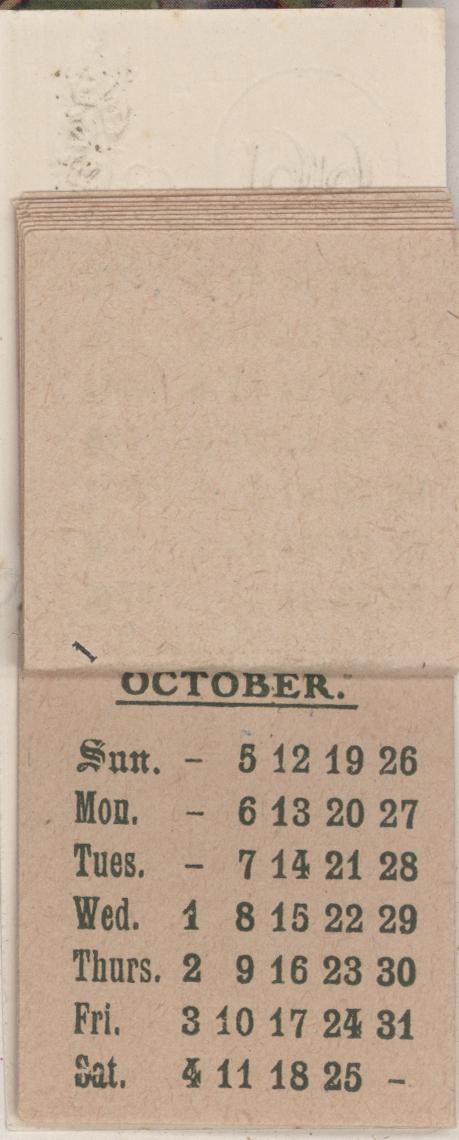 1
OCTOBER.
Sun. - 5 12 19 26
Mon. - 6 13 20 27
Tues. - 7 14 21 28
Wed. 1 8 15 22 29
Thurs. 2 9 16 23 30
Fri. 3 10 17 24 31
Sat. 4 11 18 25 -